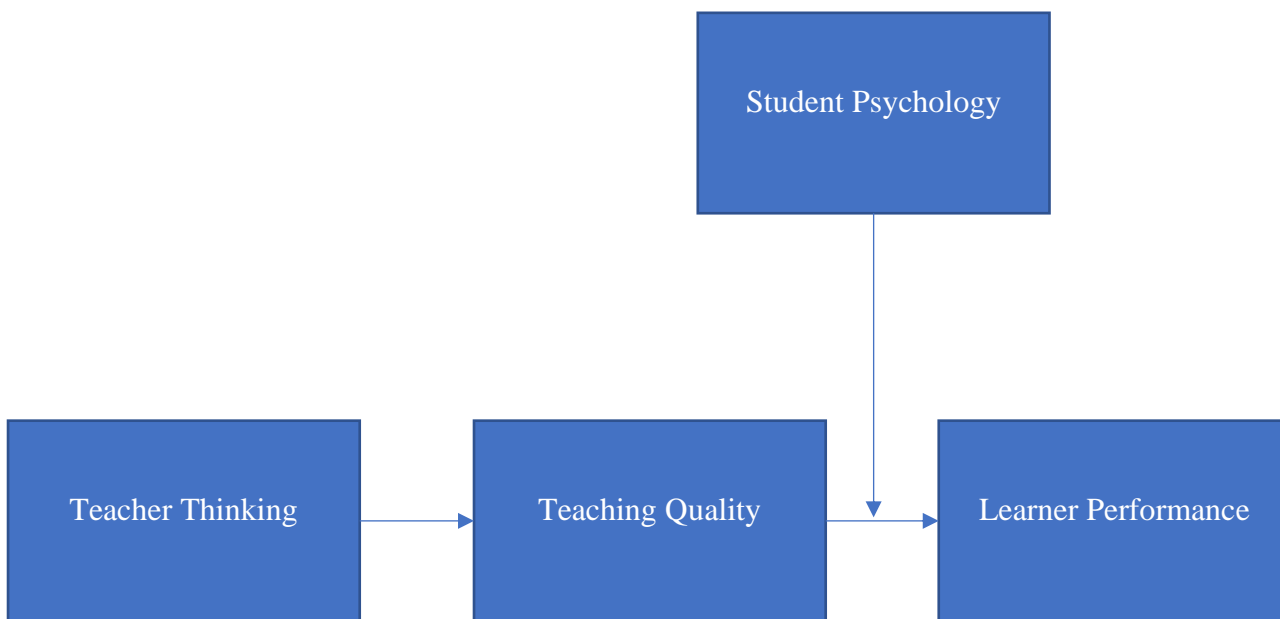 Student Psychology
Teacher Thinking
Teaching Quality
Learner Performance